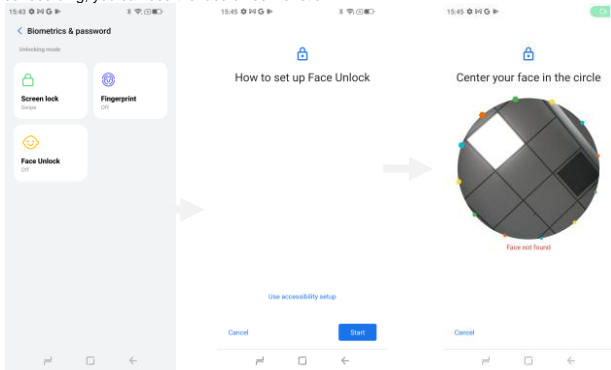 15:43
Biometrics & password
Unlocking mode
Screen lock
Swipe
Fingerprint
Off
Face Unlock
Off
15:45
How to set up Face Unlock
Use accessibility setup
Cancel
Start
15:45
Center your face in the circle
Face not found
Cancel